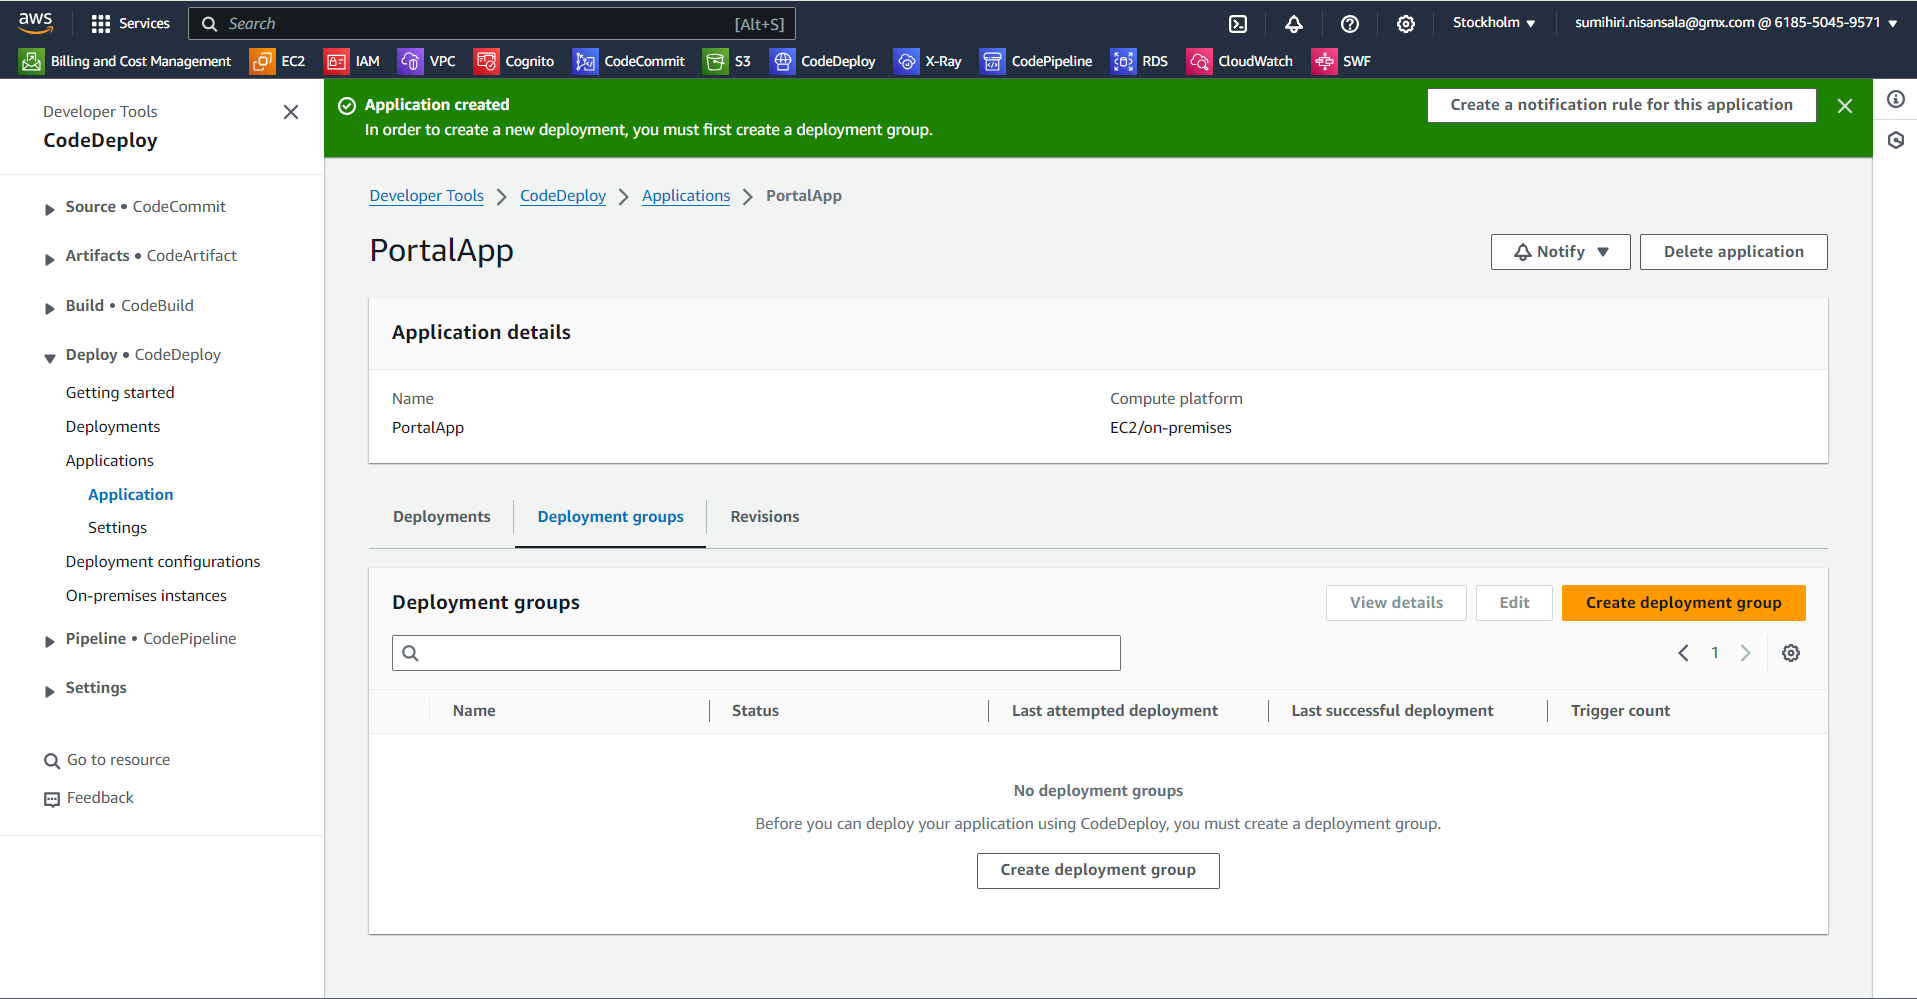 aws Services Search [Alt+S] Stockholm sumihiri.nisansala@gmx.com @ 6185-5045-9571
Billing and Cost Management EC2 IAM VPC Cognito CodeCommit S3 CodeDeploy X-Ray CodePipeline RDS CloudWatch SWF
Developer Tools
CodeDeploy
Source • CodeCommit
Artifacts • CodeArtifact
Build • CodeBuild
Deploy • CodeDeploy
Getting started
Deployments
Applications
Application
Settings
Deployment configurations
On-premises instances
Pipeline • CodePipeline
Settings
Go to resource
Feedback
Application created
In order to create a new deployment, you must first create a deployment group.
Create a notification rule for this application
Developer Tools CodeDeploy Applications PortalApp
PortalApp
Notify Delete application
Application details
Name Compute platform
PortalApp EC2/on-premises
Deployments Deployment groups Revisions
Deployment groups View details Edit Create deployment group
1
Name Status Last attempted deployment Last successful deployment Trigger count
No deployment groups
Before you can deploy your application using CodeDeploy, you must create a deployment group.
Create deployment group